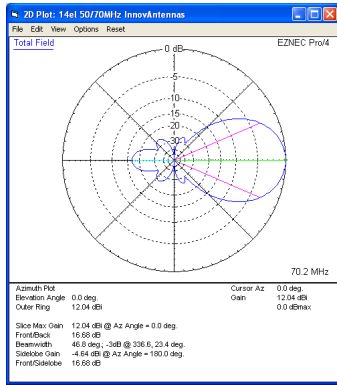 2D Plot: 14el 50/70MHz InnovAntennas
File Edit View Options Reset
Total Field
0 dB
EZNEC Pro/4
-5
-10
-15
-20
-30
70.2 MHz
Azimuth Plot
Cursor Az 0.0 deg.
Elevation Angle 0.0 deg.
Gain 12.04 dBi
Outer Ring 12.04 dBi
0.0 dBmax
Slice Max Gain 12.04 dBi @ Az Angle = 0.0 deg.
Front/Back 16.68 dB
Beamwidth 46.8 deg.; -3dB @ 336.6, 23.4 deg.
Sidelobe Gain -4.64 dBi @ Az Angle = 180.0 deg.
Front/Sidelobe 16.68 dB